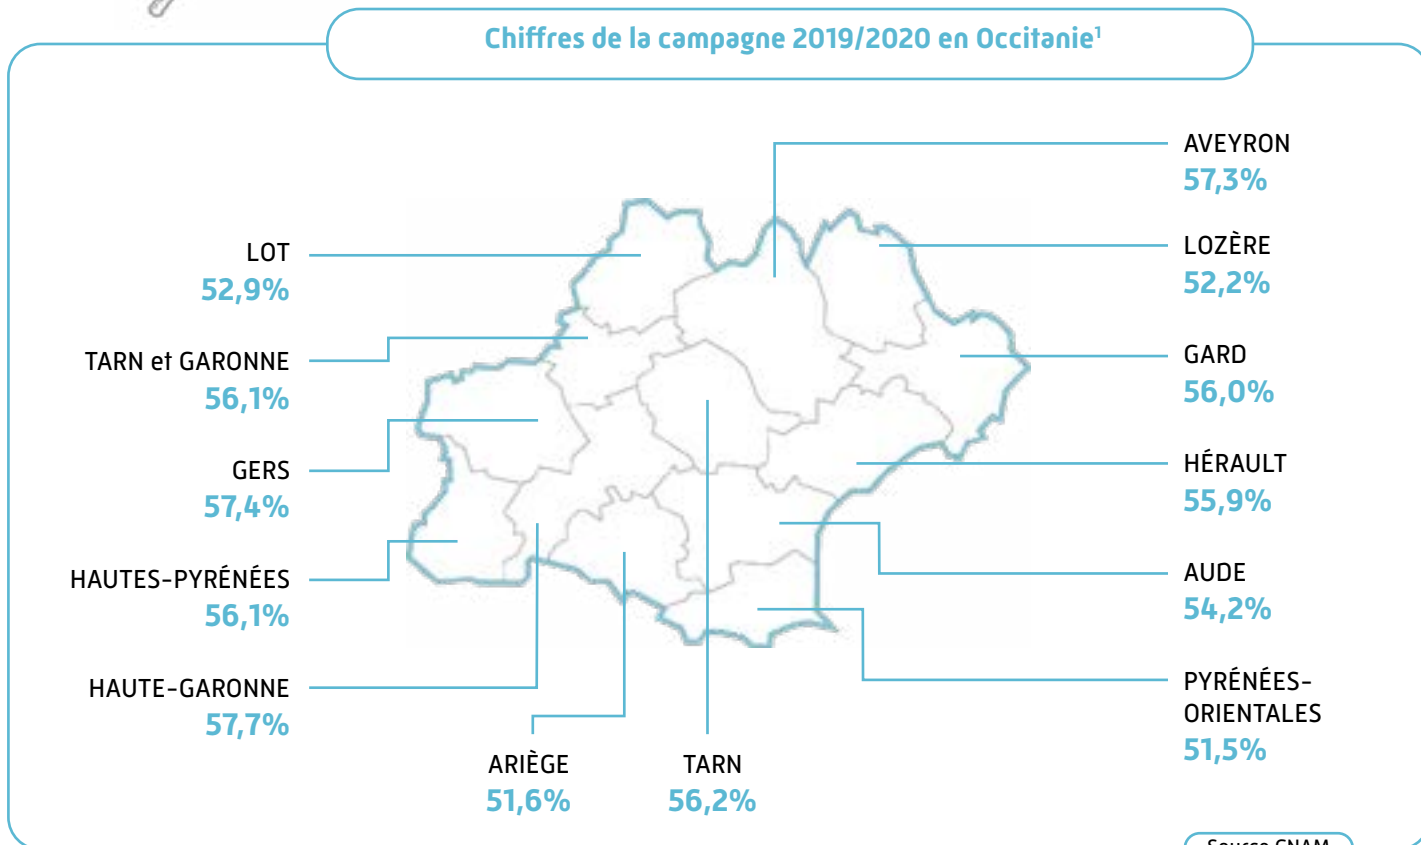 Chiffres de la campagne 2019/2020 en Occitanie¹
AVEYRON
57,3%
LOT
52,9%
LOZÈRE
52,2%
TARN et GARONNE
56,1%
GARD
56,0%
GERS
57,4%
HÉRAULT
55,9%
HAUTES-PYRÉNÉES
56,1%
AUDE
54,2%
HAUTE-GARONNE
57,7%
PYRÉNÉES-
ORIENTALES
51,5%
ARIÈGE
51,6%
TARN
56,2%
Source CNAM